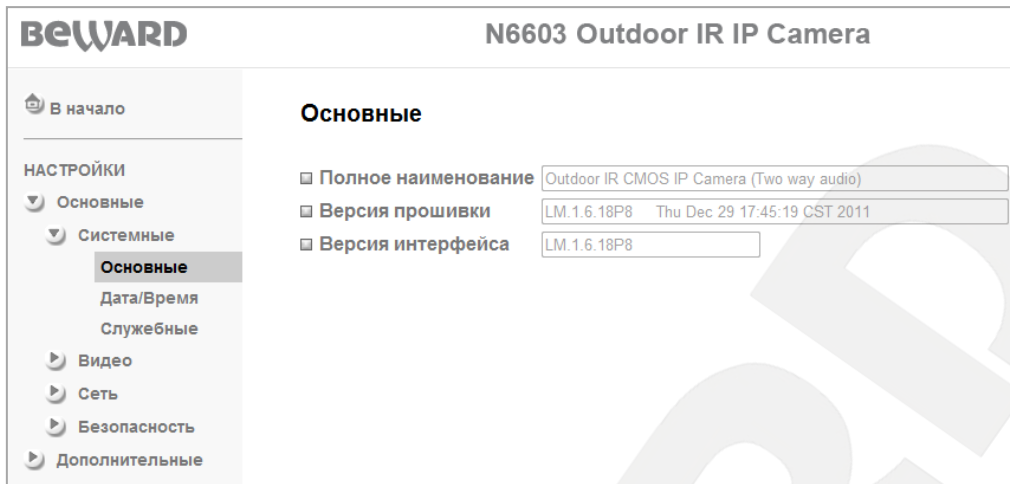 BEWARD
N6603 Outdoor IR IP Camera
В начало
НАСТРОЙКИ
Основные
Системные
Основные
Дата/Время
Служебные
Видео
Сеть
Безопасность
Дополнительные
Основные
Полное наименование Outdoor IR CMOS IP Camera (Two way audio)
Версия прошивки LM.1.6.18P8 Thu Dec 29 17:45:19 CST 2011
Версия интерфейса LM.1.6.18P8